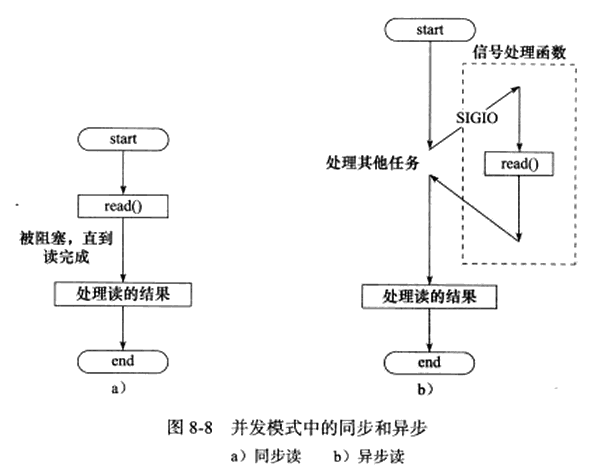 start
read()
被阻塞，直到
读完成
处理读的结果
end
a）
start
信号处理函数
SIGIO
处理其他任务
read()
处理读的结果
end
b）
图 8-8 并发模式中的同步和异步
a）同步读 b）异步读